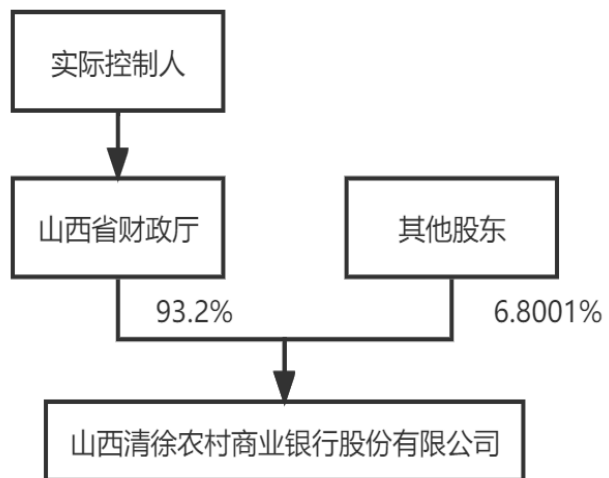 实际控制人
山西省财政厅
其他股东
93.2%
6.8001%
山西清徐农村商业银行股份有限公司